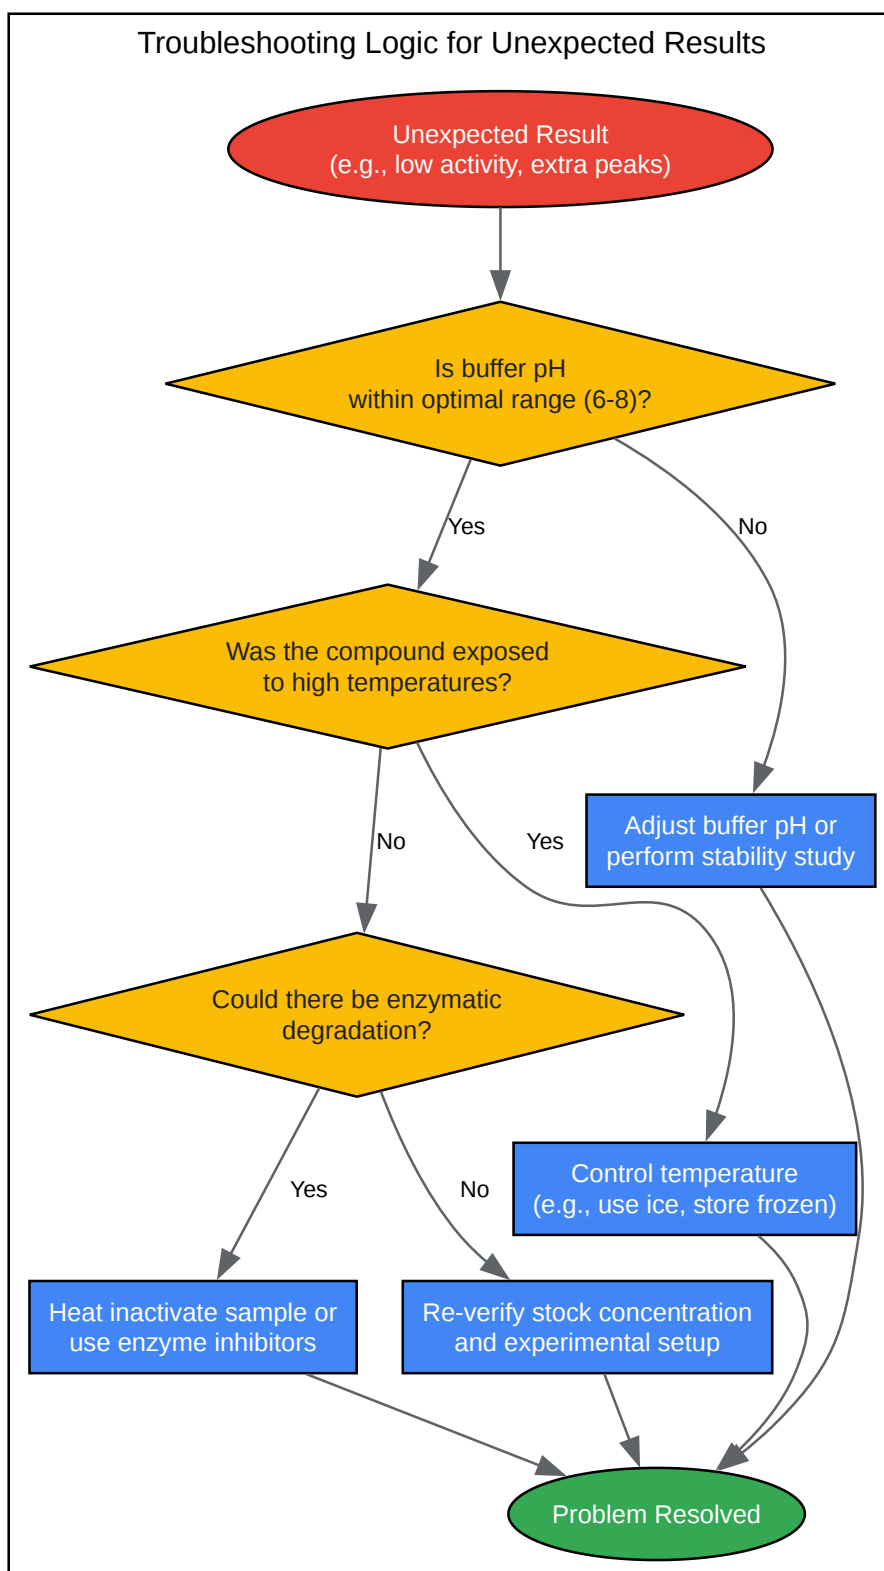 Troubleshooting Logic for Unexpected Results
Unexpected Result
(e.g., low activity, extra peaks)
Is buffer pH
within optimal range (6-8)?
Yes
No
Was the compound exposed
to high temperatures?
Adjust buffer pH or
perform stability study
No
Yes
Could there be enzymatic
degradation?
Control temperature
(e.g., use ice, store frozen)
Yes
No
Heat inactivate sample or
use enzyme inhibitors
Re-verify stock concentration
and experimental setup
Problem Resolved